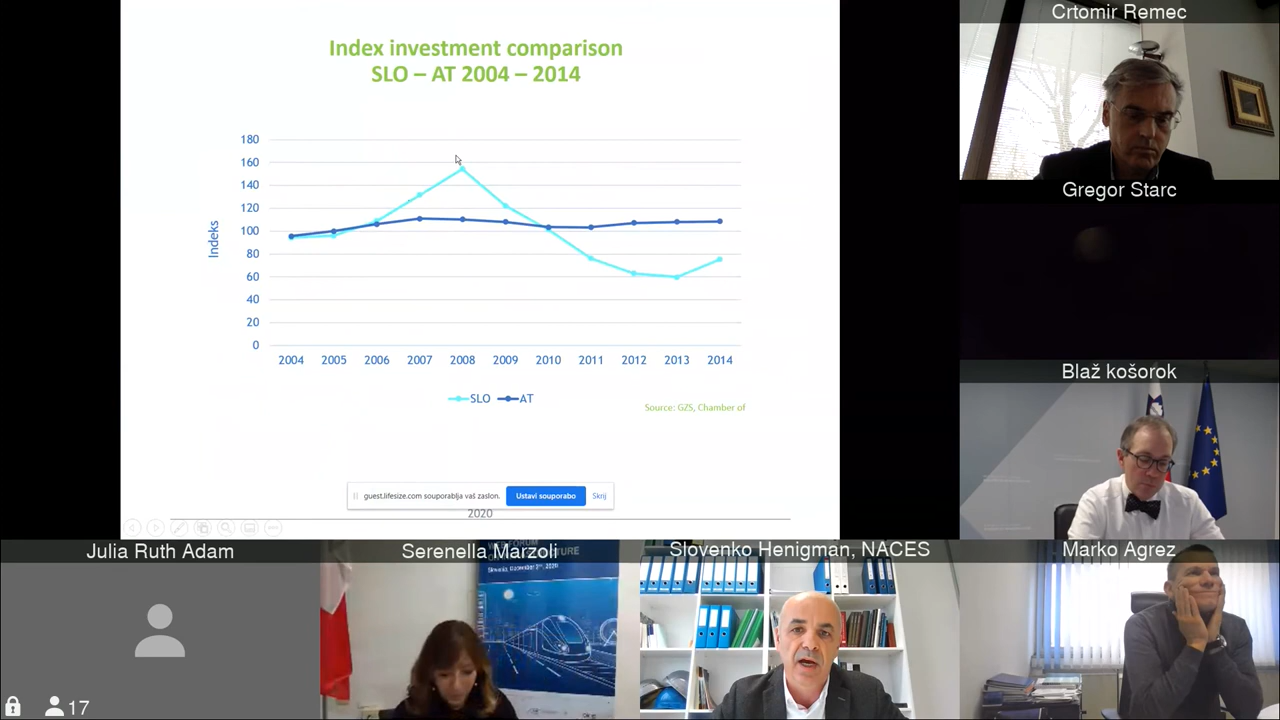 Index investment comparison
SLO – AT 2004 – 2014
180
160
140
120
100
80
60
40
20
0
Indeks
2004 2005 2006 2007 2008 2009 2010 2011 2012 2013 2014
SLO AT
Source: GZS, Chamber of
guest.lifesize.com souporablja vaš zaslon. Ustavi souporabo Skrij
2020
Crtomir Remec
Gregor Starc
Blaž košorok
Julia Ruth Adam
Serenella Marzoli
Slovenko Henigman, NACES
Marko Agrez
17